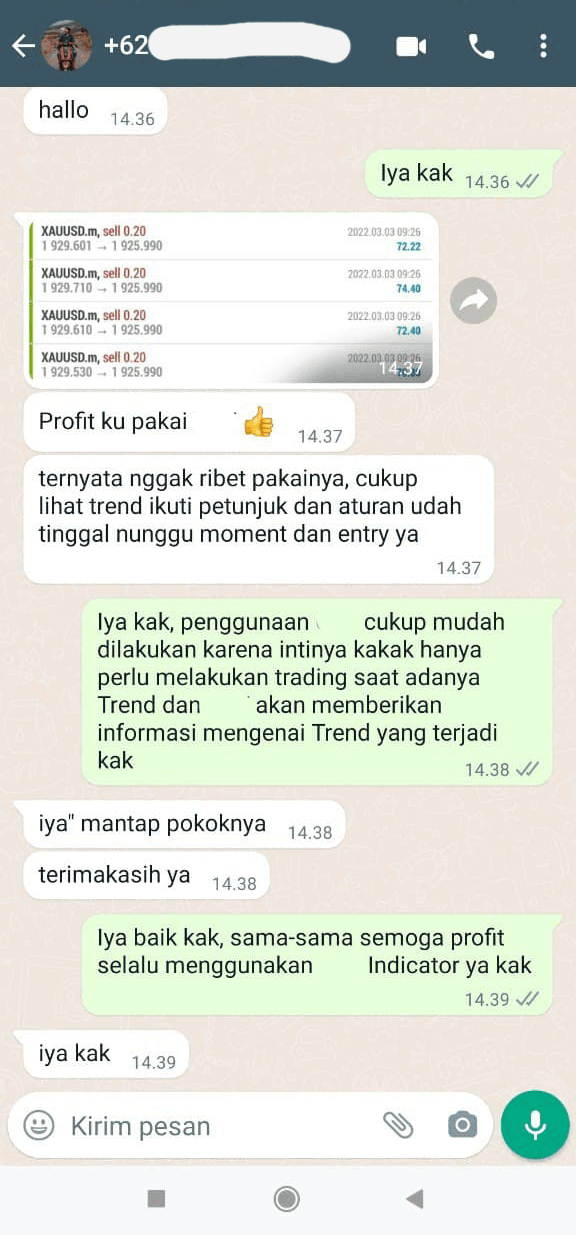 +62
hallo 14.36
Iya kak 14.36
XAUUSD.m, sell 0.20 2022.03.03 09:26
1 929.601 → 1 925.990 72.22
XAUUSD.m, sell 0.20 2022.03.03 09:26
1 929.710 → 1 925.990 74.40
XAUUSD.m, sell 0.20 2022.03.03 09:26
1 929.610 → 1 925.990 72.40
XAUUSD.m, sell 0.20 2022.03.03 09:26
1 929.530 → 1 925.990
14.37
Profit ku pakai 👍 14.37
ternyata nggak ribet pakainya, cukup
lihat trend ikuti petunjuk dan aturan udah
tinggal nunggu moment dan entry ya
14.37
Iya kak, penggunaan cukup mudah
dilakukan karena intinya kakak hanya
perlu melakukan trading saat adanya
Trend dan akan memberikan
informasi mengenai Trend yang terjadi
kak
14.38
iya" mantap pokoknya 14.38
terimakasih ya 14.38
Iya baik kak, sama-sama semoga profit
selalu menggunakan Indicator ya kak
14.39
iya kak 14.39
Kirim pesan